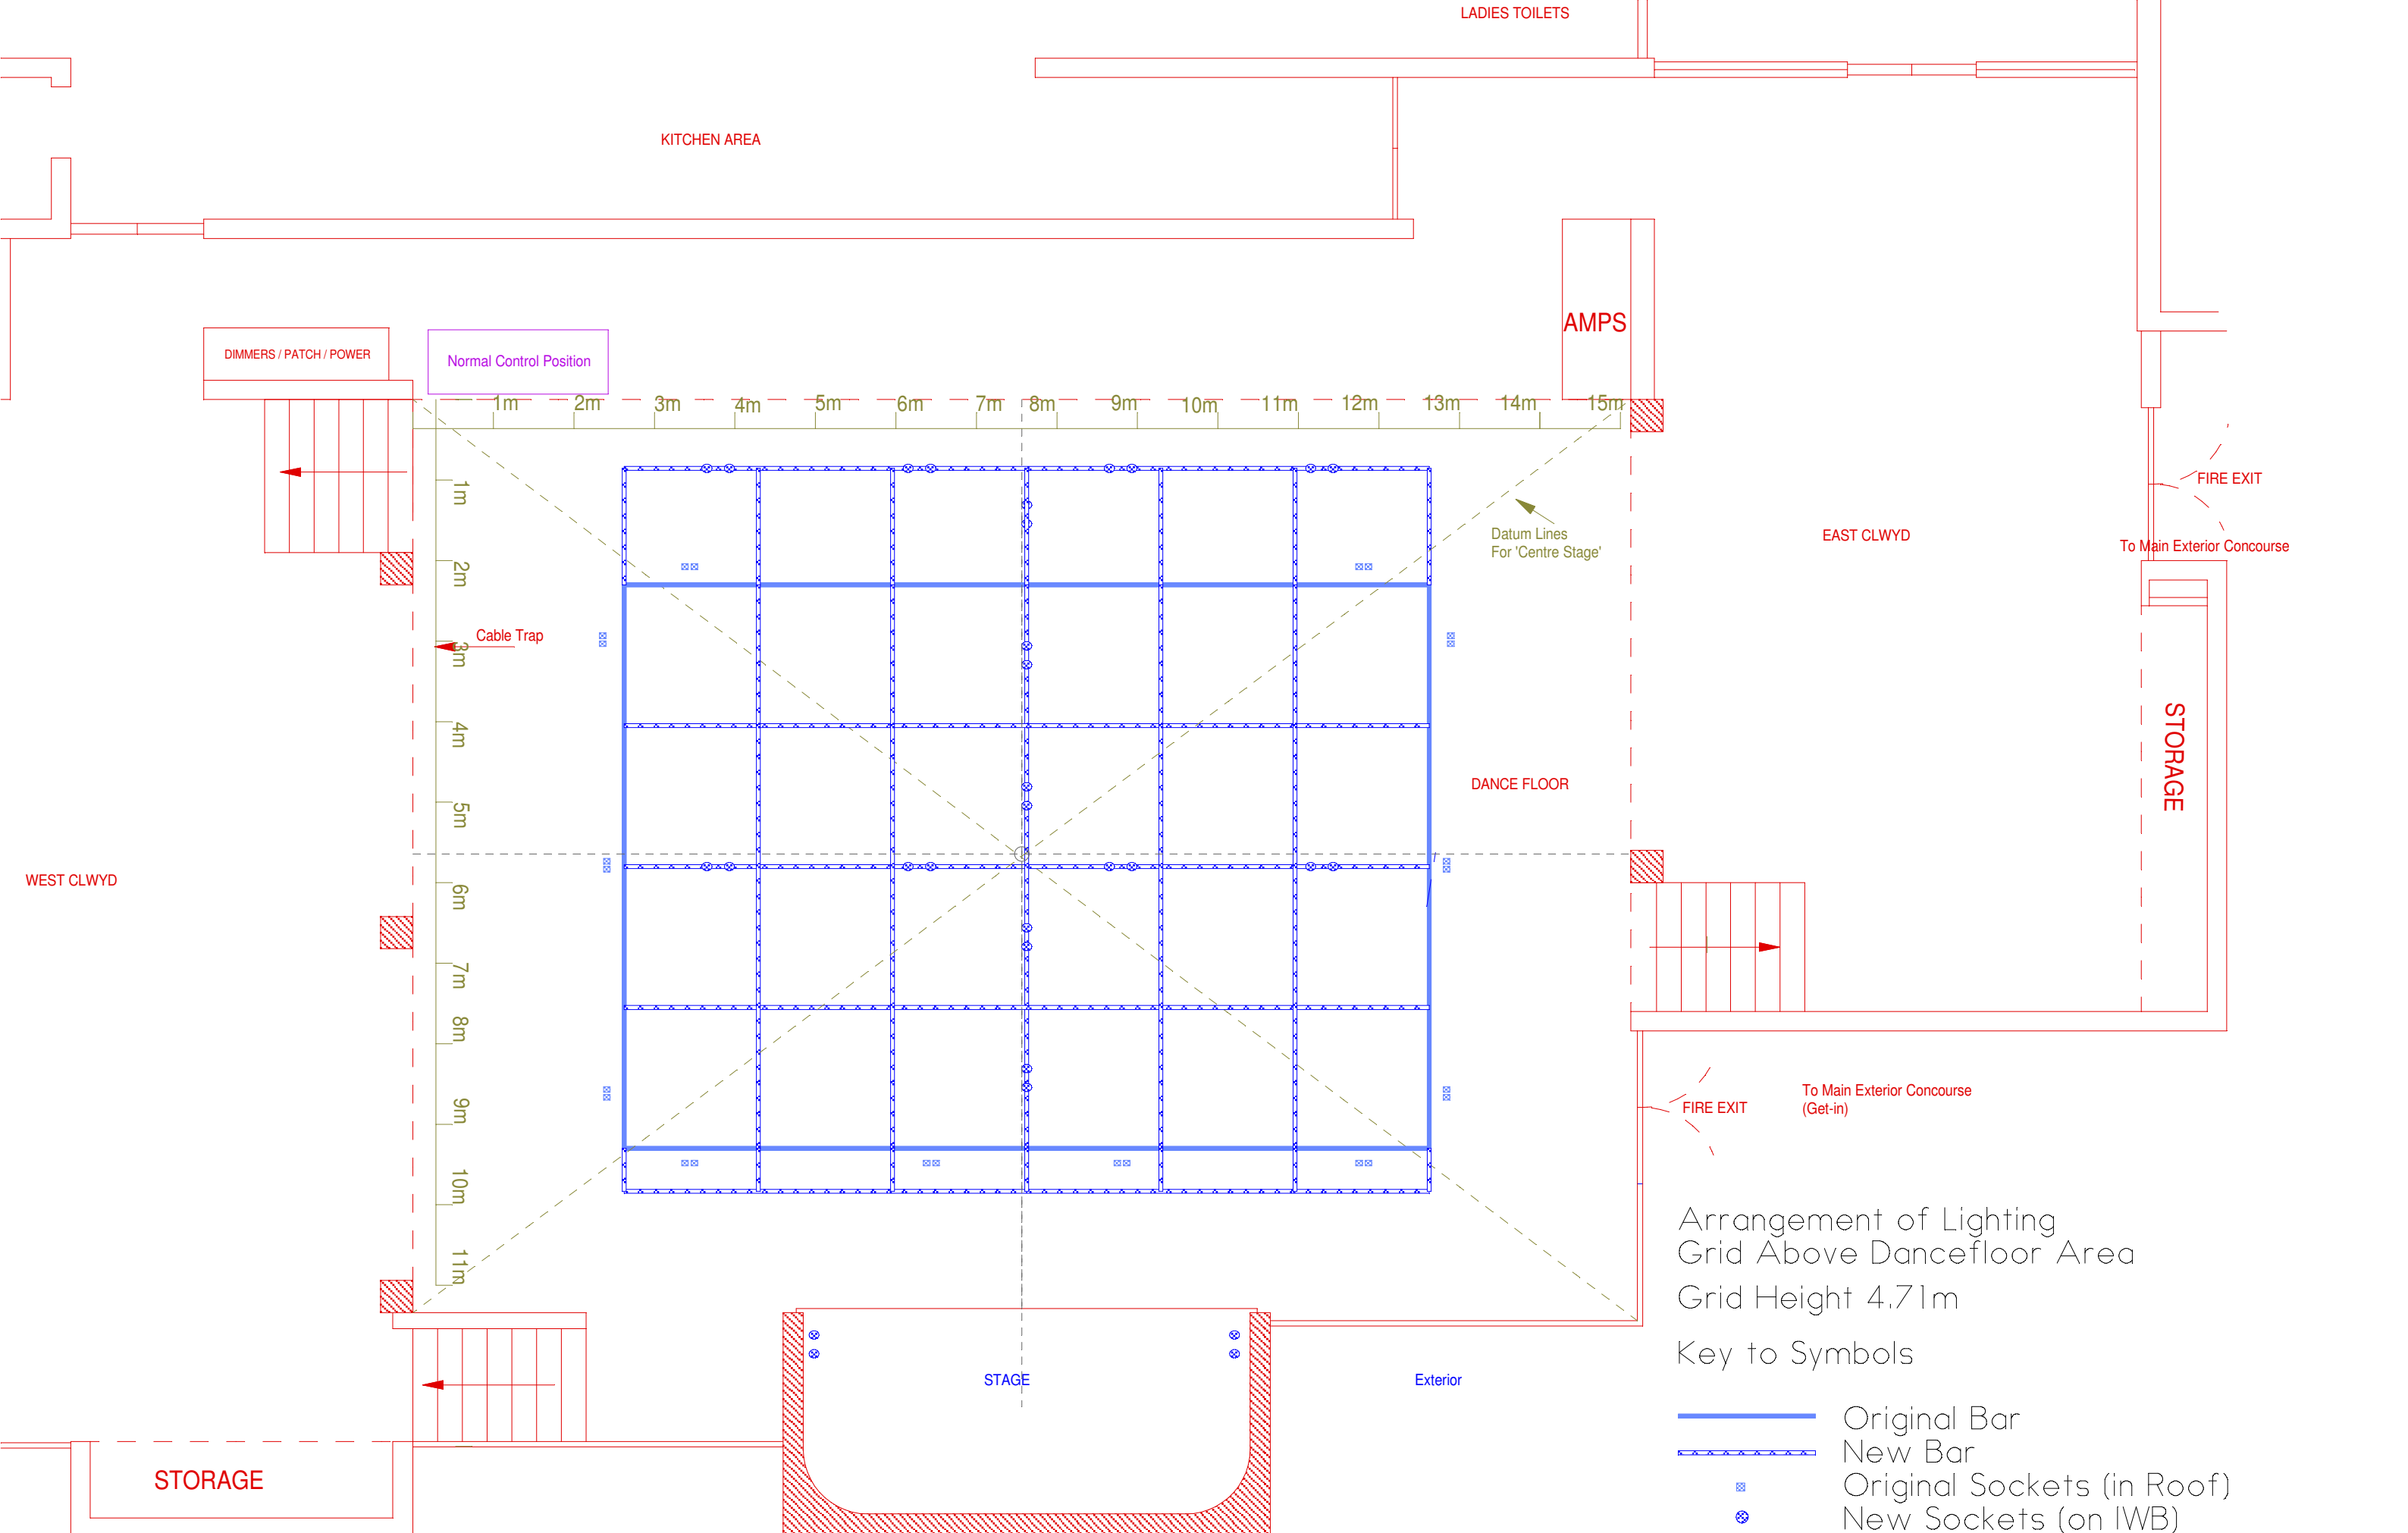 LADIES TOILETS
KITCHEN AREA
AMPS
DIMMERS / PATCH / POWER
Normal Control Position
1m 2m 3m 4m 5m 6m 7m 8m 9m 10m 11m 12m 13m 14m 15m
1m
2m
3m
4m
5m
6m
7m
8m
9m
10m
11m
FIRE EXIT
Datum Lines
For 'Centre Stage'
EAST CLWYD
To Main Exterior Concourse
Cable Trap
STORAGE
DANCE FLOOR
WEST CLWYD
To Main Exterior Concourse
(Get-in)
FIRE EXIT
Arrangement of Lighting
Grid Above Dancefloor Area
Grid Height 4.71m
Key to Symbols
STAGE
Exterior
Original Bar
New Bar
STORAGE
Original Sockets (in Roof)
New Sockets (on IWB)